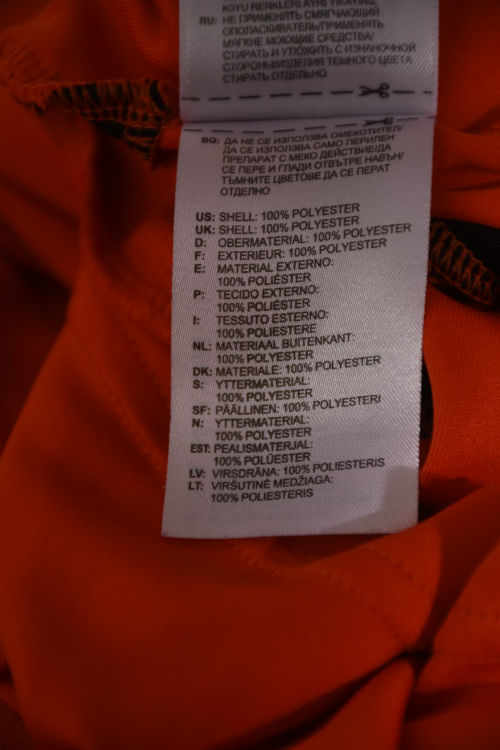 KOYU RENKLERI AYRI YIKAYINIZ
RU: НЕ ПРИМЕНЯТЬ СМЯГЧАЮЩИЙ
ОПОЛАСКИВАТЕЛЬ/ПРИМЕНЯТЬ
МЯГКИЕ МОЮЩИЕ СРЕДСТВА/
СТИРАТЬ И УТЮЖИТЬ С ИЗНАНОЧНОЙ
СТОРОНЫ/ИЗДЕЛИЯ ТЕМНОГО ЦВЕТА
СТИРАТЬ ОТДЕЛЬНО
BG: ДА НЕ СЕ ИЗПОЛЗВА ОМЕКОТИТЕЛ/
ДА СЕ ИЗПОЛЗВА САМО ПЕРИЛЕН
ПРЕПАРАТ С МЕКО ДЕЙСТВИЕ/ДА
СЕ ПЕРЕ И ГЛАДИ ОТВЪТРЕ НАВЪН/
ТЪМНИТЕ ЦВЕТОВЕ ДА СЕ ПЕРАТ
ОТДЕЛНО
US: SHELL: 100% POLYESTER
UK: SHELL: 100% POLYESTER
D: OBERMATERIAL: 100% POLYESTER
F: EXTERIEUR: 100% POLYESTER
E: MATERIAL EXTERNO:
100% POLIÉSTER
P: TECIDO EXTERNO:
100% POLIÉSTER
I: TESSUTO ESTERNO:
100% POLIESTERE
NL: MATERIAAL BUITENKANT:
100% POLYESTER
DK: MATERIALE: 100% POLYESTER
S: YTTERMATERIAL:
100% POLYESTER
SF: PÄÄLLINEN: 100% POLYESTERI
N: YTTERMATERIAL:
100% POLYESTER
EST: PEALISMATERJAL:
100% POLÜESTER
LV: VIRSDRĀNA: 100% POLIESTERIS
LT: VIRŠUTINĖ MEDŽIAGA:
100% POLIESTERIS